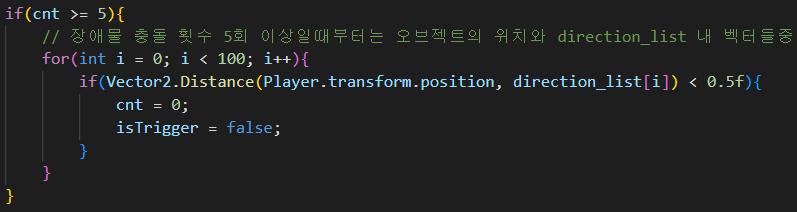 if(cnt >= 5){
// 장애물 충돌 횟수 5회 이상일때부터는 오브젝트의 위치와 direction_list 내 벡터들중
for(int i = 0; i < 100; i++){
if(Vector2.Distance(Player.transform.position, direction_list[i]) < 0.5f){
cnt = 0;
isTrigger = false;
}
}
}